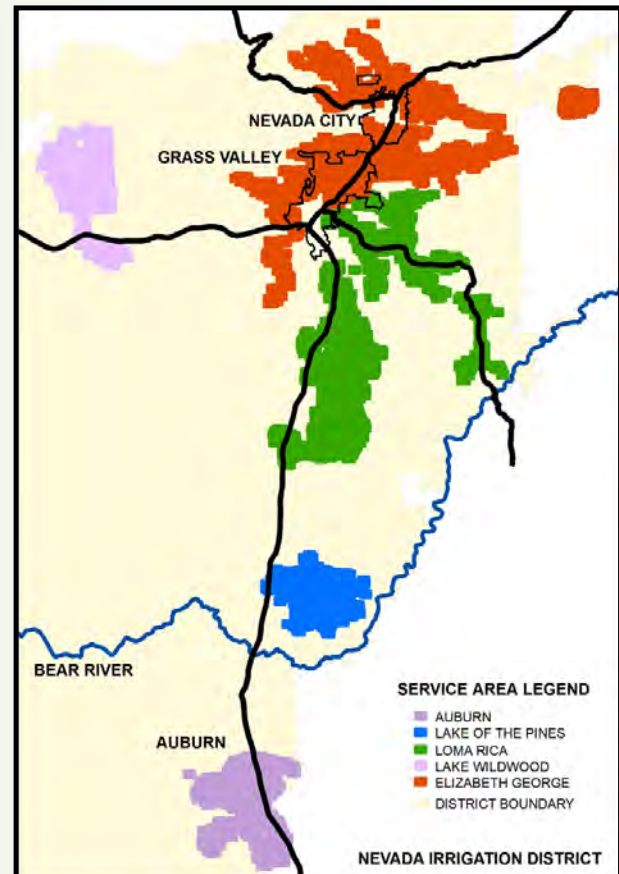 NEVADA CITY
GRASS VALLEY
BEAR RIVER
SERVICE AREA LEGEND
AUBURN
LAKE OF THE PINES
AUBURN
LOMA RICA
LAKE WILDWOOD
ELIZABETH GEORGE
DISTRICT BOUNDARY
NEVADA IRRIGATION DISTRICT